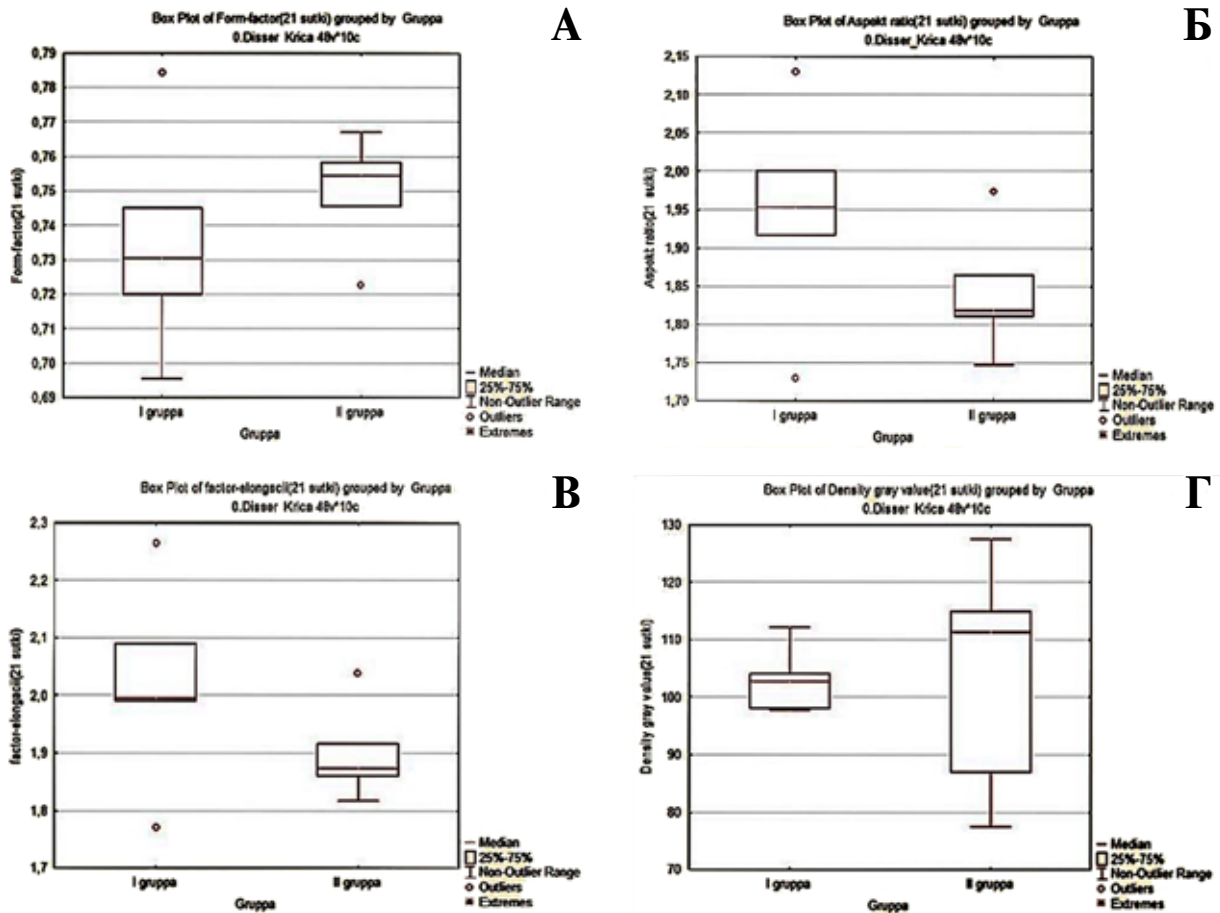 Box Plot of Form-factor(21 sutki) grouped by Gruppa
0.Disser Krica 48v*10c
А
0,79
0,78
0,77
0,76
0,75
0,74
0,73
0,72
0,71
0,70
0,69
Form-factor(21 sutki)
I gruppa
II gruppa
Gruppa
Median
25%-75%
Non-Outlier Range
Outliers
Extremes
Box Plot of Aspekt ratio(21 sutki) grouped by Gruppa
0.Disser_Krica 48v*10c
Б
2,15
2,10
2,05
2,00
1,95
1,90
1,85
1,80
1,75
1,70
Aspekt ratio(21 sutki)
I gruppa
II gruppa
Gruppa
Median
25%-75%
Non-Outlier Range
Outliers
Extremes
Box Plot of factor-elongacii(21 sutki) grouped by Gruppa
0.Disser Krica 48v*10c
В
2,3
2,2
2,1
2,0
1,9
1,8
1,7
factor-elongacii(21 sutki)
I gruppa
II gruppa
Gruppa
Median
25%-75%
Non-Outlier Range
Outliers
Extremes
Box Plot of Density gray value(21 sutki) grouped by Gruppa
0.Disser Krica 48v*10c
Г
130
120
110
100
90
80
70
Density gray value(21 sutki)
I gruppa
II gruppa
Gruppa
Median
25%-75%
Non-Outlier Range
Outliers
Extremes